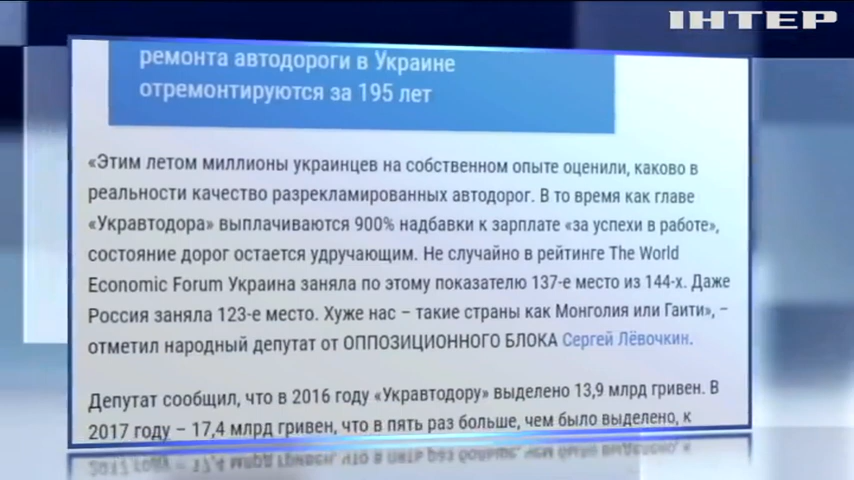 ІНТЕР
ремонта автодороги в Украине
отремонтируются за 195 лет
«Этим летом миллионы украинцев на собственном опыте оценили, каково в
реальности качество разрекламированных автодорог. В то время как главе
«Укравтодора» выплачиваются 900% надбавки к зарплате «за успехи в работе»,
состояние дорог остается удручающим. Не случайно в рейтинге The World
Economic Forum Украина заняла по этому показателю 137-е место из 144-х. Даже
Россия заняла 123-е место. Хуже нас – такие страны как Монголия или Гаити», –
отметил народный депутат от ОППОЗИЦИОННОГО БЛОКА Сергей Лёвочкин.
Депутат сообщил, что в 2016 году «Укравтодору» выделено 13,9 млрд гривен. В
2017 году – 17,4 млрд гривен, что в пять раз больше, чем было выделено, к